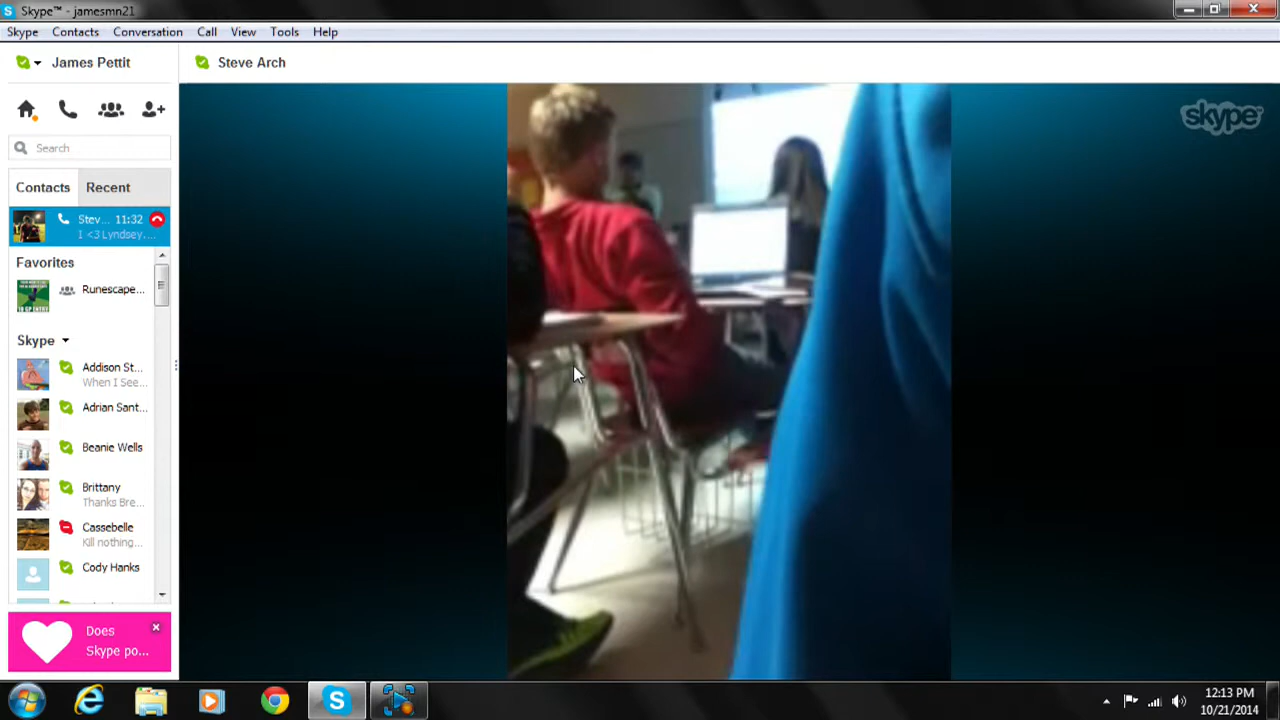 Skype™ - jamesmn21
Skype Contacts Conversation Call View Tools Help
James Pettit
Steve Arch
skype
Search
Contacts Recent
Stev... 11:32
I <3 Lyndsey....
Favorites
Runescape...
Skype
Addison St...
When I See...
Adrian Sant...
Beanie Wells
Brittany
Thanks Bre...
Cassebelle
Kill nothing...
Cody Hanks
Does
Skype po...
12:13 PM
10/21/2014